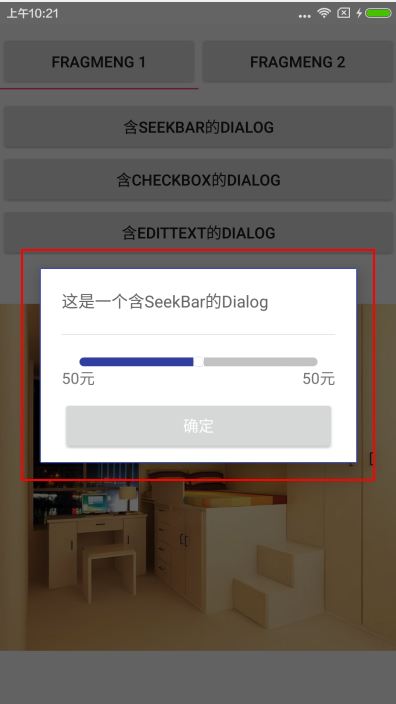 上午10:21
FRAGMENG 1
FRAGMENG 2
含SEEKBAR的DIALOG
含CHECKBOX的DIALOG
含EDITTEXT的DIALOG
这是一个含SeekBar的Dialog
50元
50元
确定